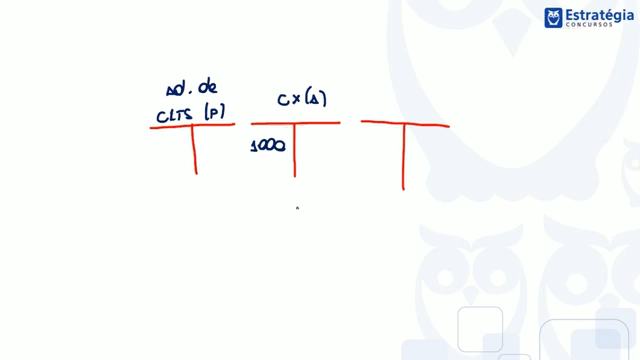 Estratégia
CONCURSOS
Ad. de
CLTS (P)
CX (A)
1000